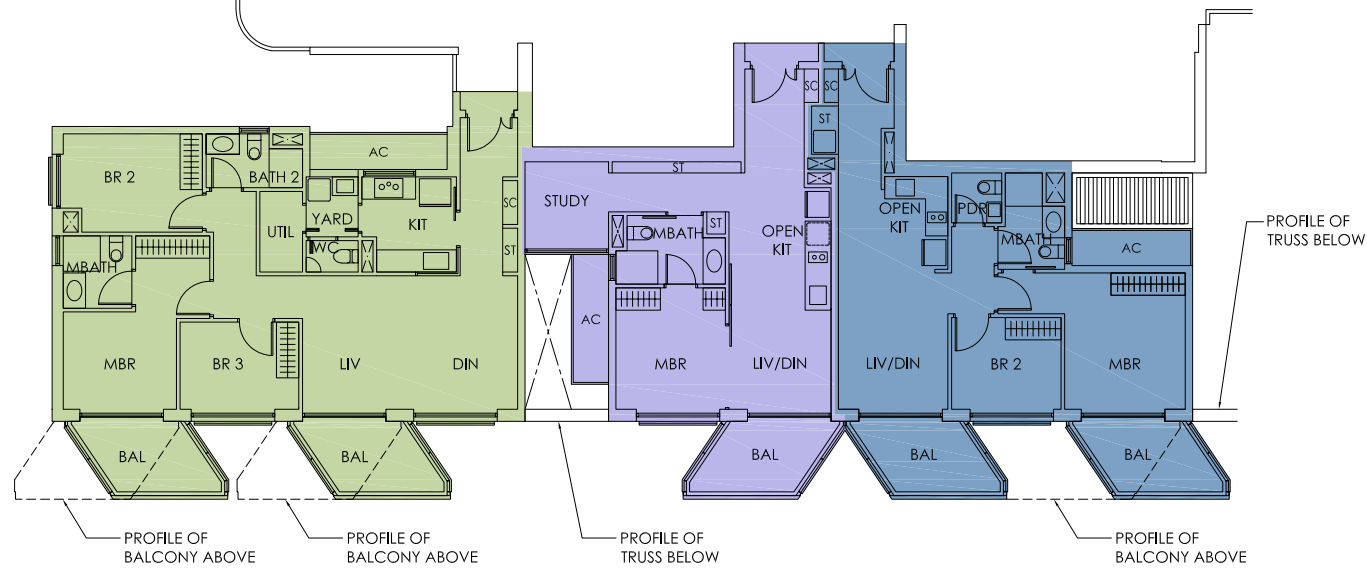 SC
SC
ST
AC
BR 2
BATH 2
ST
STUDY
SC
YARD
KIT
UTIL
WC
ST
ST
MBATH
OPEN
KIT
OPEN
KIT
PDR
MBATH
AC
PROFILE OF
TRUSS BELOW
MBATH
AC
MBR
BR 3
LIV
DIN
MBR
LIV/DIN
LIV/DIN
BR 2
MBR
BAL
BAL
BAL
BAL
BAL
PROFILE OF
BALCONY ABOVE
PROFILE OF
BALCONY ABOVE
PROFILE OF
TRUSS BELOW
PROFILE OF
BALCONY ABOVE